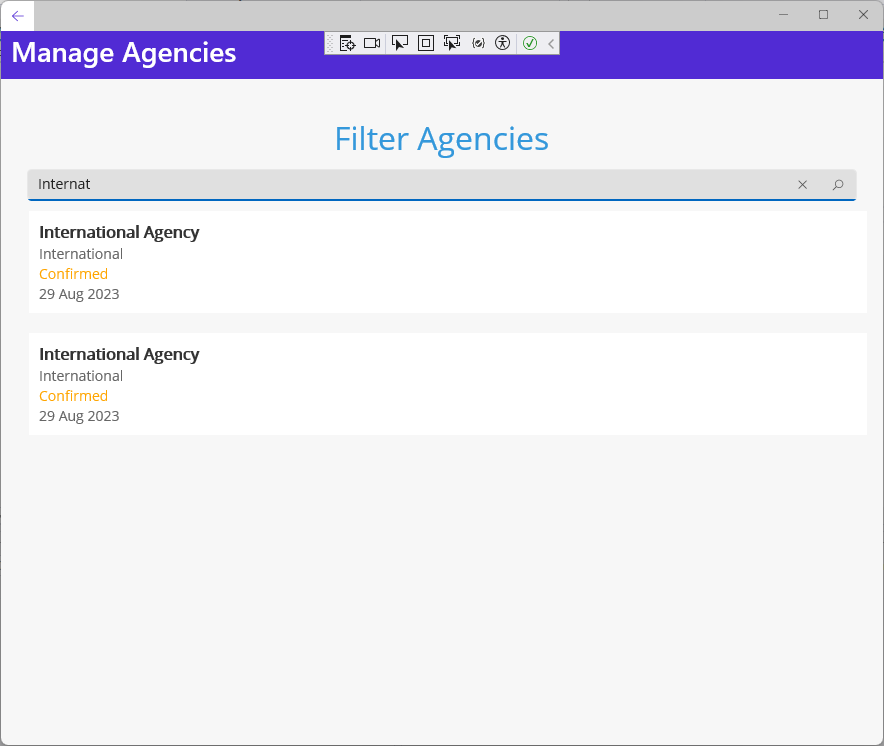 Manage Agencies
Filter Agencies
Internat
International Agency
International
Confirmed
29 Aug 2023
International Agency
International
Confirmed
29 Aug 2023